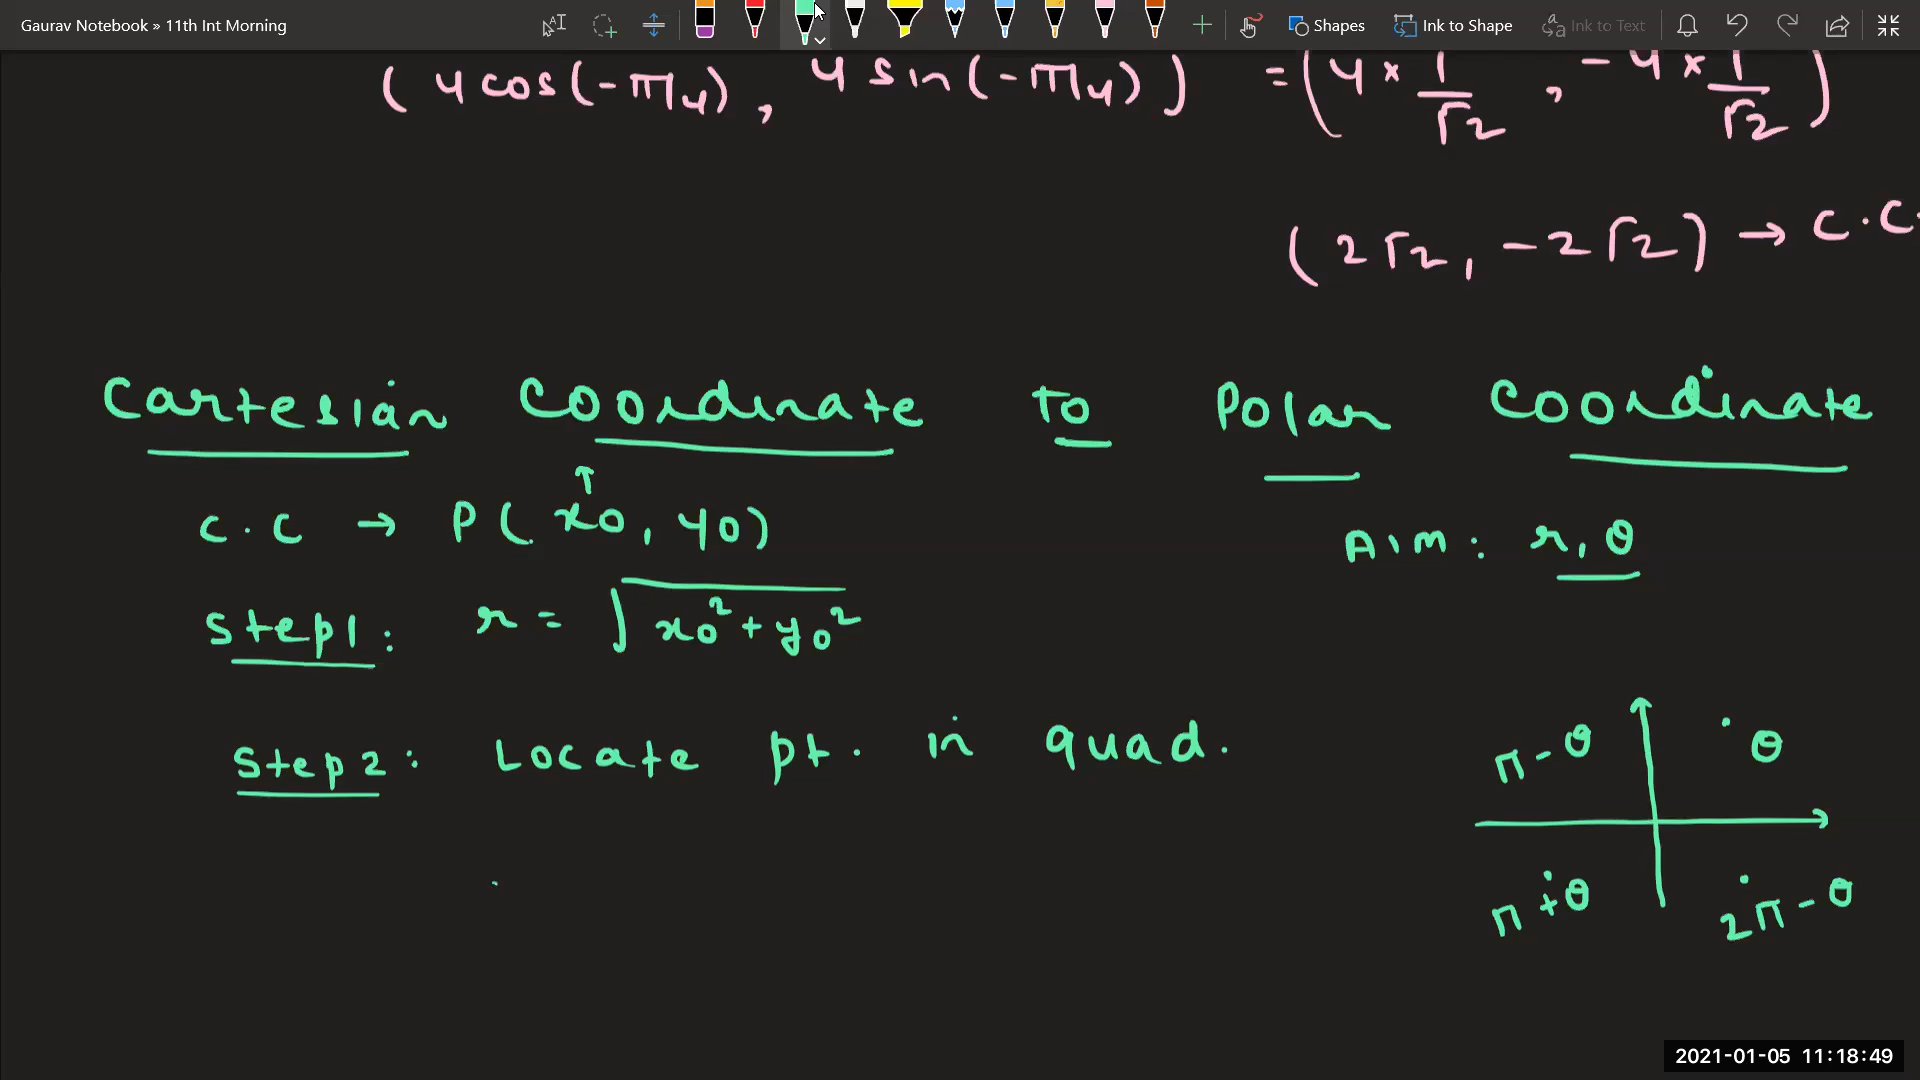 Gaurav Notebook » 11th Int Morning
Shapes
Ink to Shape
Ink to Text
( 4cos(-π/4) , 4sin(-π/4) ) = (4 × 1/√2 , -4 × 1/√2)
(2√2, -2√2) → C.C.
Cartesian Coordinate to Polar Coordinate
C.C → P(x0, y0)
Aim: r, θ
Step1: r = √x0²+y0²
Step2: Locate pt. in quad.
π-θ
θ
π+θ
2π-θ
2021-01-05 11:18:49